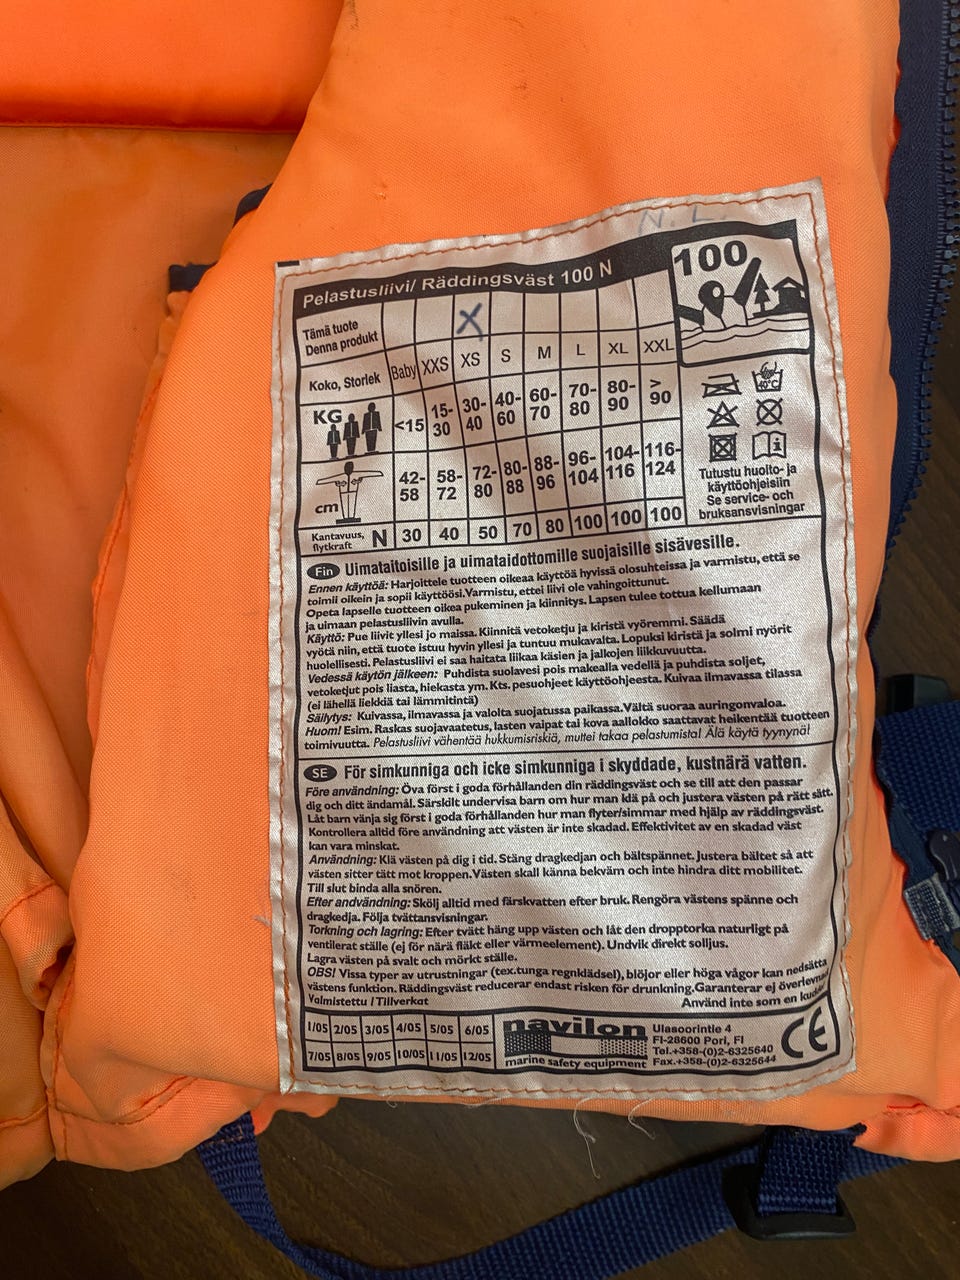 N. L.
Pelastusliivi/ Räddingsväst 100 N
100
Tämä tuote
Denna produkt
X
Koko, Storlek Baby XXS XS S M L XL XXL
KG <15 15-30 30-40 40-60 60-70 70-80 80-90 > 90
cm 42-58 58-72 72-80 80-88 88-96 96-104 104-116 116-124
Kantavuus, flytkraft N 30 40 50 70 80 100 100 100
40°C
Tutustu huolto- ja
käyttöohjeisiin
Se service- och
bruksansvisningar
Fin Uimataitoisille ja uimataidottomille suojaisille sisävesille.
Ennen käyttöä: Harjoittele tuotteen oikeaa käyttöä hyvissä olosuhteissa ja varmistu, että se
toimii oikein ja sopii käyttöösi.Varmistu, ettei liivi ole vahingoittunut.
Opeta lapselle tuotteen oikea pukeminen ja kiinnitys. Lapsen tulee tottua kellumaan
ja uimaan pelastusliivin avulla.
Käyttö: Pue liivit yllesi jo maissa. Kiinnitä vetoketju ja kiristä vyöremmi. Säädä
vyötä niin, että tuote istuu hyvin yllesi ja tuntuu mukavalta. Lopuksi kiristä ja solmi nyörit
huolellisesti. Pelastusliivi ei saa haitata liikaa käsien ja jalkojen liikkuvuutta.
Vedessä käytön jälkeen: Puhdista suolavesi pois makealla vedellä ja puhdista soljet,
vetoketjut pois liasta, hiekasta ym. Kts. pesuohjeet käyttöohjeesta. Kuivaa ilmavassa tilassa
(ei lähellä liekkiä tai lämmitintä)
Säilytys: Kuivassa, ilmavassa ja valolta suojatussa paikassa.Vältä suoraa auringonvaloa.
Huom! Esim. Raskas suojavaatetus, lasten vaipat tai kova aallokko saattavat heikentää tuotteen
toimivuutta. Pelastusliivi vähentää hukkumisriskiä, muttei takaa pelastumista! Älä käytä tyynynä!
SE För simkunniga och icke simkunniga i skyddade, kustnärä vatten.
Före användning: Öva först i goda förhållanden din räddningsväst och se till att den passar
dig och ditt ändamål. Särskilt undervisa barn om hur man klä på och justera västen på rätt sätt.
Låt barn vänja sig först i goda förhållanden hur man flyter/simmar med hjälp av räddningsväst.
Kontrollera alltid före användning att västen är inte skadad. Effektivitet av en skadad väst
kan vara minskat.
Användning: Klä västen på dig i tid. Stäng dragkedjan och bältspännet. Justera bältet så att
västen sitter tätt mot kroppen.Västen skall känna bekväm och inte hindra ditt mobilitet.
Till slut binda alla snören.
Efter andvändning: Skölj alltid med färskvatten efter bruk. Rengöra västens spänne och
dragkedja. Följa tvättansvisningar.
Torkning och lagring: Efter tvätt häng upp västen och låt den dropptorka naturligt på
ventilerat ställe (ej för nära fläkt eller värmeelement). Undvik direkt solljus.
Lagra västen på svalt och mörkt ställe.
OBS! Vissa typer av utrustningar (tex.tunga regnklädsel), blöjor eller höga vågor kan nedsätta
västens funktion. Räddningsväst reducerar endast risken för drunkning.Garanterar ej
Använd inte som en
Valmistettu / Tillverkat
1/05 2/05 3/05 4/05 5/05 6/05
7/05 8/05 9/05 10/05 11/05 12/05
navilon
marine safety equipment
Ulasoorintie 4
FI-28600 Pori, FI
Tel.+358-(0)2-6325640
Fax.+358-(0)2-6325644
CE